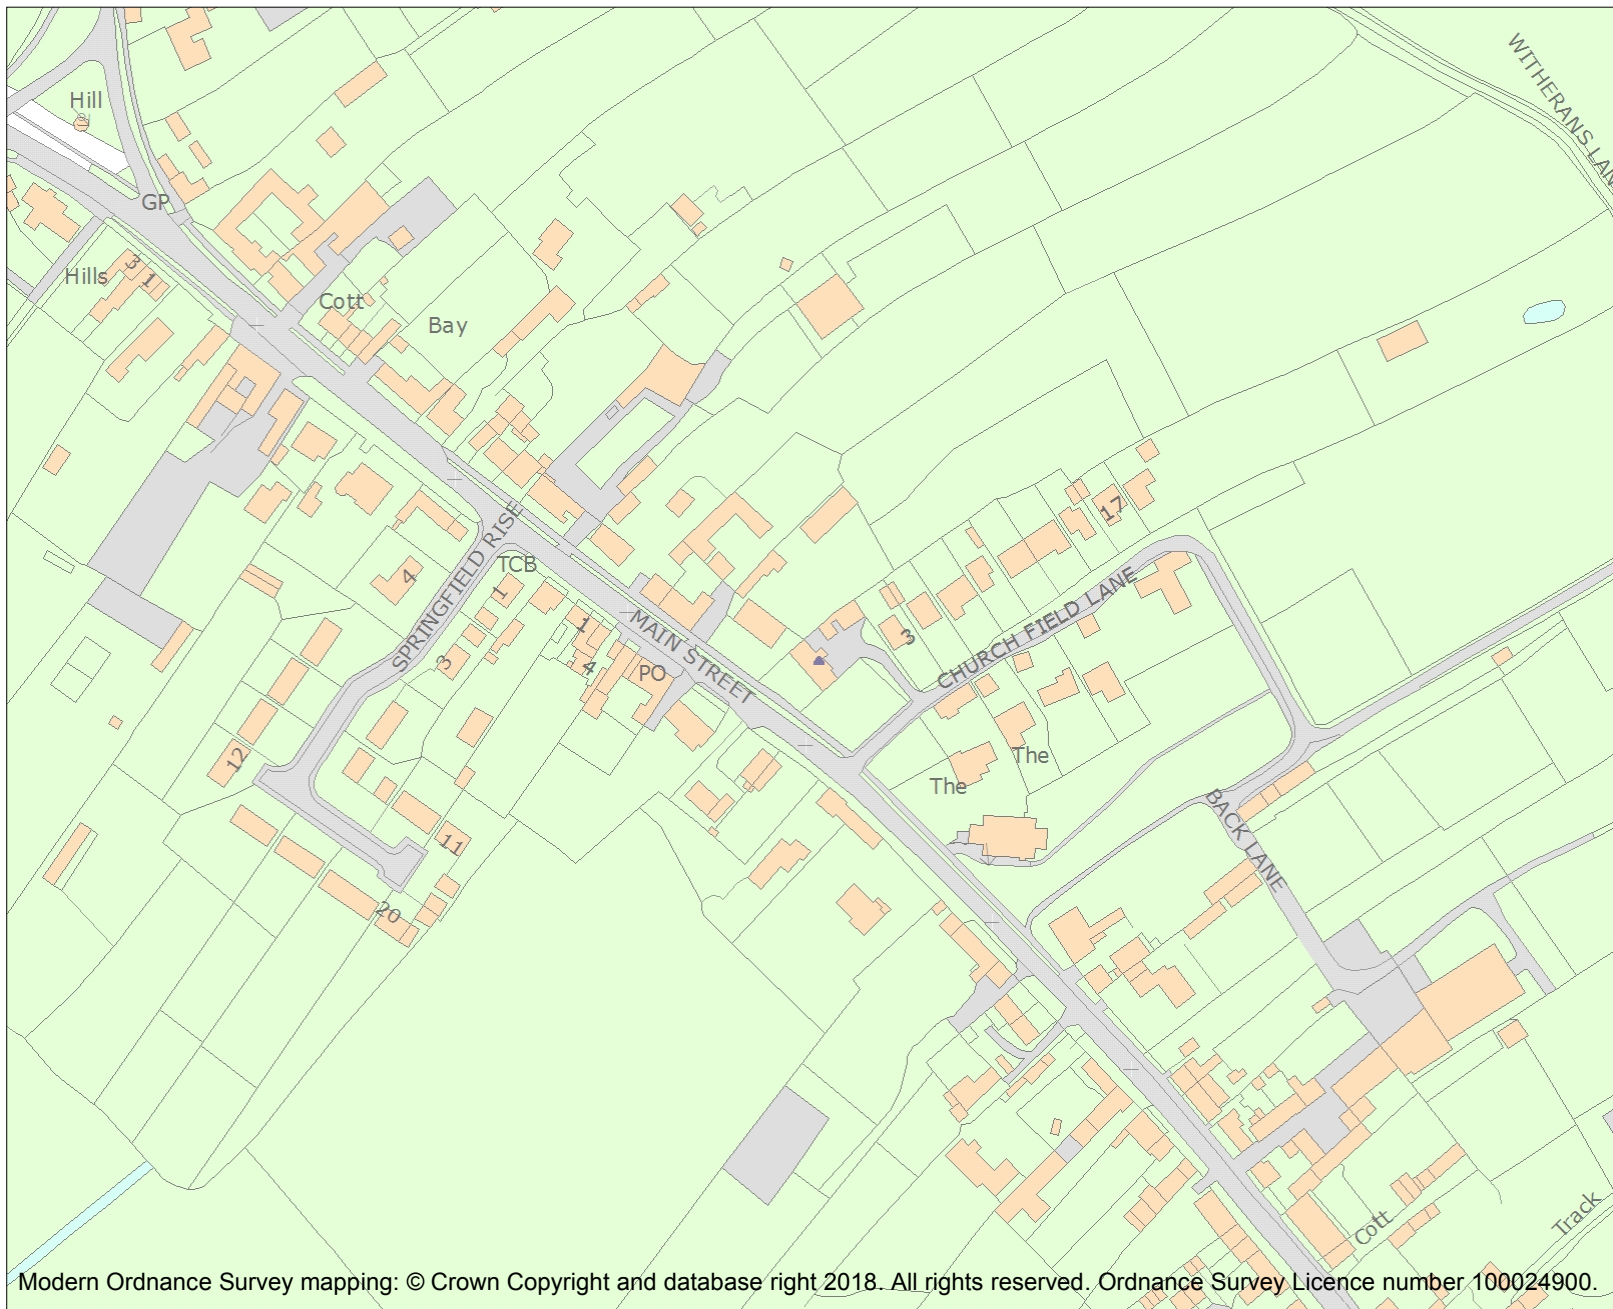 WITHERANS LAN
Hill
GP
Hills
3
1
Cott
Bay
17
SPRINGFIELD RISE
TCB
4
1
3
1
4
PO
MAIN STREET
3
CHURCH FIELD LANE
12
The
The
11
20
BACK LANE
Cott
Track
Modern Ordnance Survey mapping: © Crown Copyright and database right 2018. All rights reserved. Ordnance Survey Licence number 100024900.